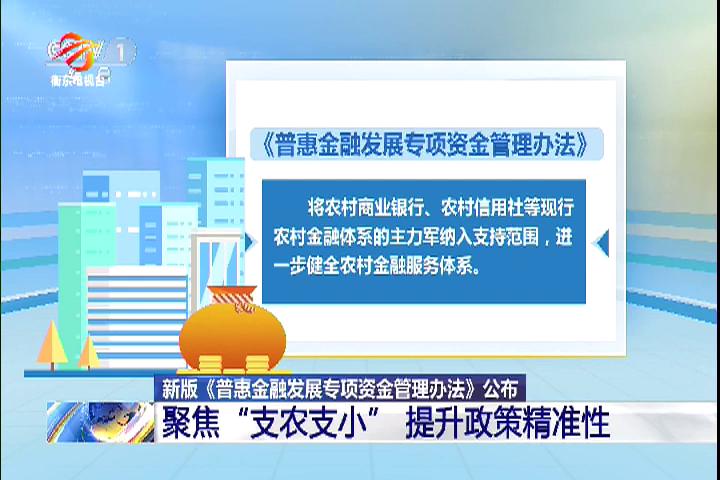 1
衡东电视台
《普惠金融发展专项资金管理办法》
将农村商业银行、农村信用社等现行
农村金融体系的主力军纳入支持范围，进
一步健全农村金融服务体系。
新版《普惠金融发展专项资金管理办法》公布
聚焦“支农支小” 提升政策精准性